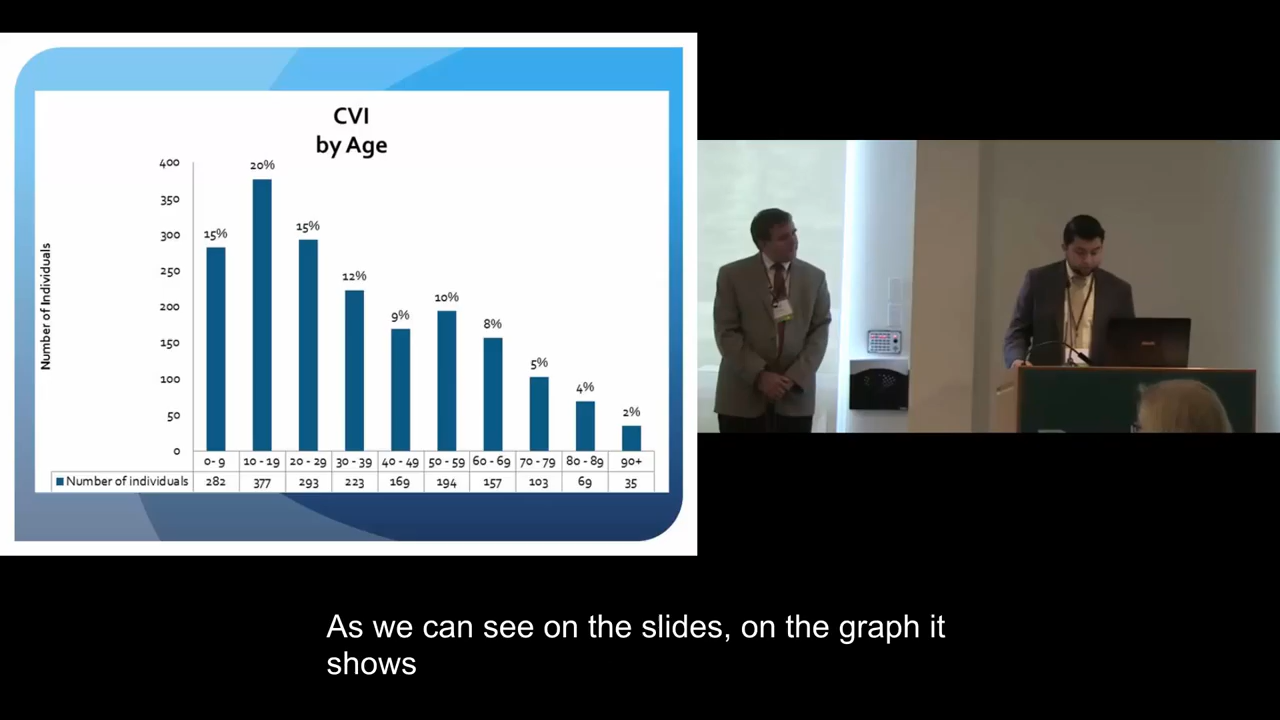 CVI
by Age
Number of Individuals
400
350
300
250
200
150
100
50
0
15%
20%
15%
12%
9%
10%
8%
5%
4%
2%
0- 9 10 - 19 20 - 29 30 - 39 40 - 49 50 - 59 60 - 69 70 - 79 80 - 89 90+
Number of individuals 282 377 293 223 169 194 157 103 69 35
As we can see on the slides, on the graph it
shows